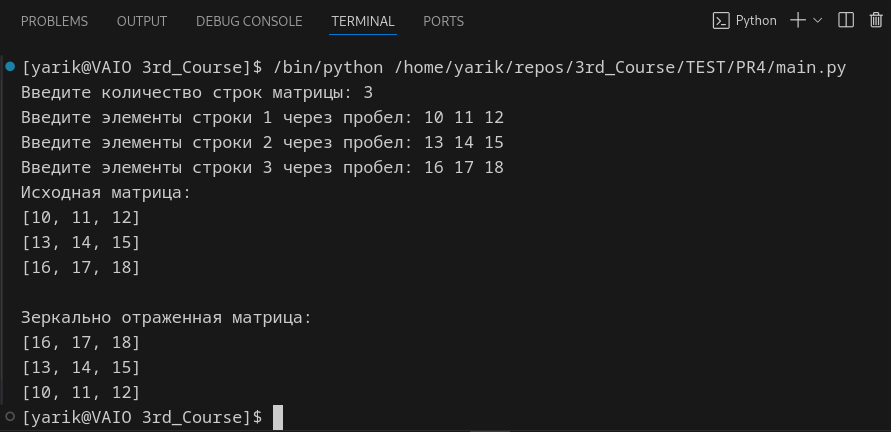 PROBLEMS OUTPUT DEBUG CONSOLE TERMINAL PORTS Python
[yarik@VAIO 3rd_Course]$ /bin/python /home/yarik/repos/3rd_Course/TEST/PR4/main.py
Введите количество строк матрицы: 3
Введите элементы строки 1 через пробел: 10 11 12
Введите элементы строки 2 через пробел: 13 14 15
Введите элементы строки 3 через пробел: 16 17 18
Исходная матрица:
[10, 11, 12]
[13, 14, 15]
[16, 17, 18]
Зеркально отраженная матрица:
[16, 17, 18]
[13, 14, 15]
[10, 11, 12]
[yarik@VAIO 3rd_Course]$